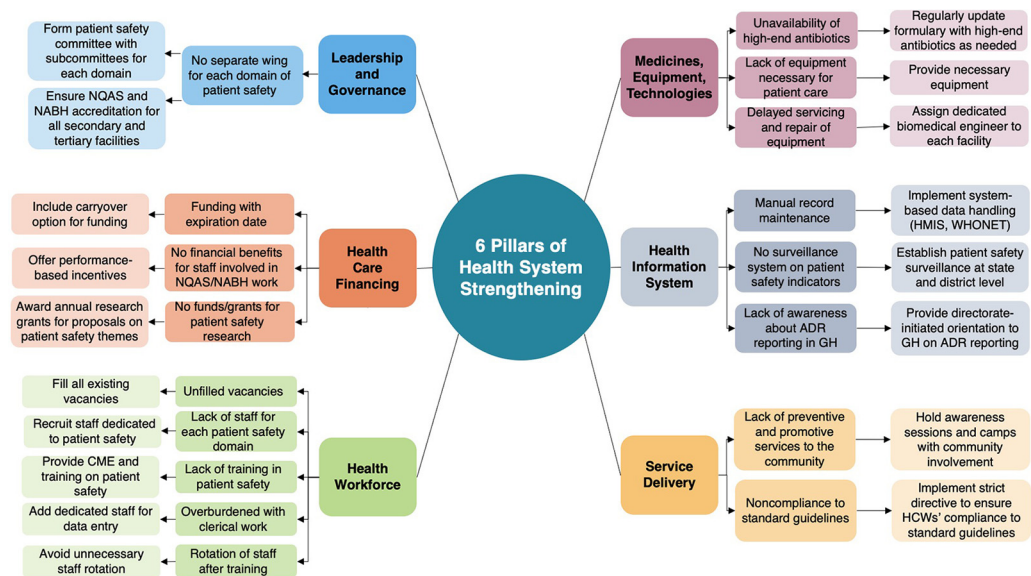 6 Pillars of
Health System
Strengthening
Leadership
and
Governance
No separate wing
for each domain of
patient safety
Form patient safety
committee with
subcommittees for
each domain
Ensure NQAS and
NABH accreditation for
all secondary and
tertiary facilities
Health
Care
Financing
Funding with
expiration date
Include carryover
option for funding
No financial benefits
for staff involved in
NQAS/NABH work
Offer performance-
based incentives
No funds/grants for
patient safety
research
Award annual research
grants for proposals on
patient safety themes
Health
Workforce
Unfilled vacancies
Fill all existing
vacancies
Lack of staff for
each patient safety
domain
Recruit staff dedicated
to patient safety
Lack of training in
patient safety
Provide CME and
training on patient
safety
Overburdened with
clerical work
Add dedicated staff for
data entry
Rotation of staff
after training
Avoid unnecessary
staff rotation
Medicines,
Equipment,
Technologies
Unavailability of
high-end antibiotics
Regularly update
formulary with high-end
antibiotics as needed
Lack of equipment
necessary for
patient care
Provide necessary
equipment
Delayed servicing
and repair of
equipment
Assign dedicated
biomedical engineer to
each facility
Health
Information
System
Manual record
maintenance
Implement system-
based data handling
(HMIS, WHONET)
No surveillance
system on patient
safety indicators
Establish patient safety
surveillance at state
and district level
Lack of awareness
about ADR
reporting in GH
Provide directorate-
initiated orientation to
GH on ADR reporting
Service
Delivery
Lack of preventive
and promotive
services to the
community
Hold awareness
sessions and camps
with community
involvement
Noncompliance to
standard guidelines
Implement strict
directive to ensure
HCWs' compliance to
standard guidelines